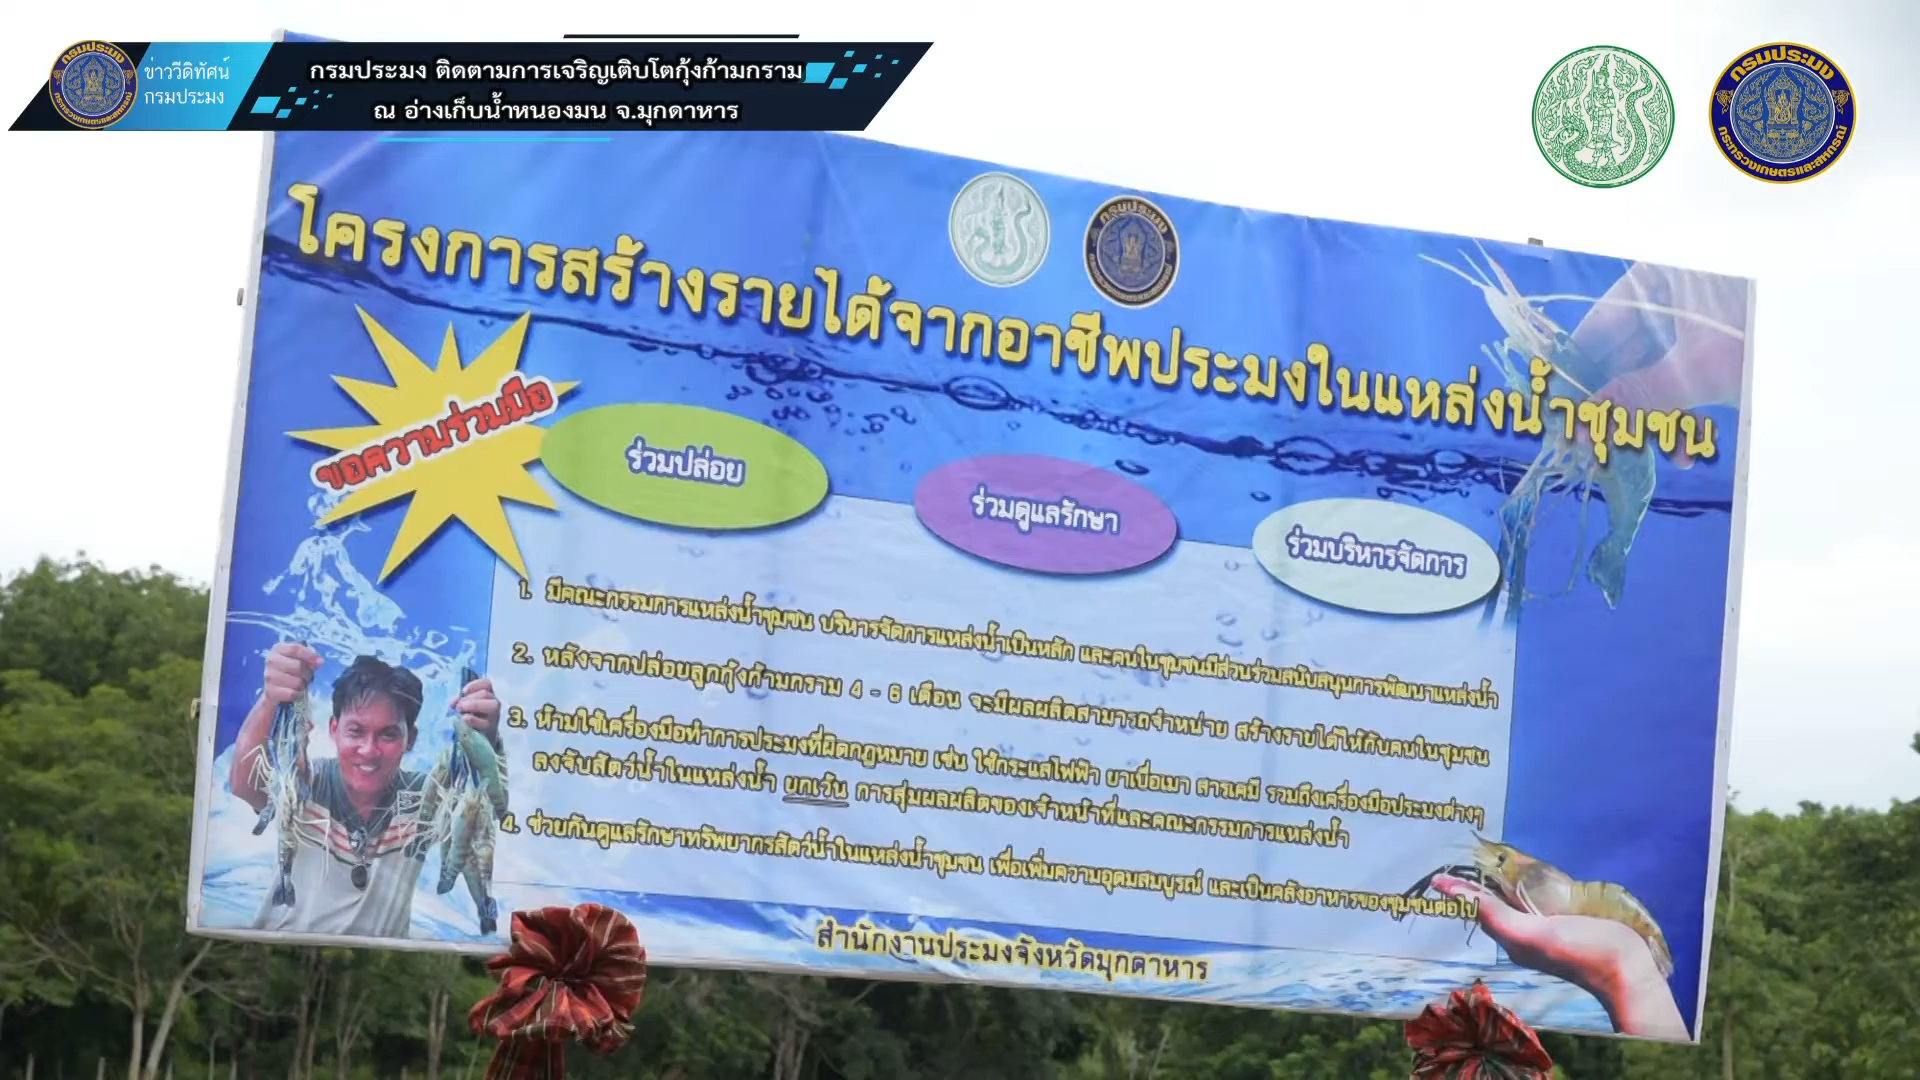 ข่าววีดิทัศน์
กรมประมง
กรมประมง ติดตามการเจริญเติบโตกุ้งก้ามกราม
ณ อ่างเก็บน้ำหนองมน จ.มุกดาหาร
กรมประมง
กระทรวงเกษตรและสหกรณ์
โครงการสร้างรายได้จากอาชีพประมงในแหล่งน้ำชุมชน
ขอความร่วมมือ
ร่วมปล่อย
ร่วมดูแลรักษา
ร่วมบริหารจัดการ
1. มีคณะกรรมการแหล่งน้ำชุมชน บริหารจัดการแหล่งน้ำเป็นหลัก และคนในชุมชนมีส่วนร่วมสนับสนุนการพัฒนาแหล่งน้ำ
2. หลังจากปล่อยลูกกุ้งก้ามกราม 4 - 6 เดือน จะมีผลผลิตสามารถจำหน่าย สร้างรายได้ให้กับคนในชุมชน
3. ห้ามใช้เครื่องมือทำการประมงที่ผิดกฎหมาย เช่น ใช้กระแสไฟฟ้า ยาเบื่อเมา สารเคมี รวมถึงเครื่องมือประมงต่างๆ
ลงจับสัตว์น้ำในแหล่งน้ำ ยกเว้น การสุ่มผลผลิตของเจ้าหน้าที่และคณะกรรมการแหล่งน้ำ
4. ช่วยกันดูแลรักษาทรัพยากรสัตว์น้ำในแหล่งน้ำชุมชน เพื่อเพิ่มความอุดมสมบูรณ์ และเป็นคลังอาหารของชุมชนต่อไป
สำนักงานประมงจังหวัดมุกดาหาร